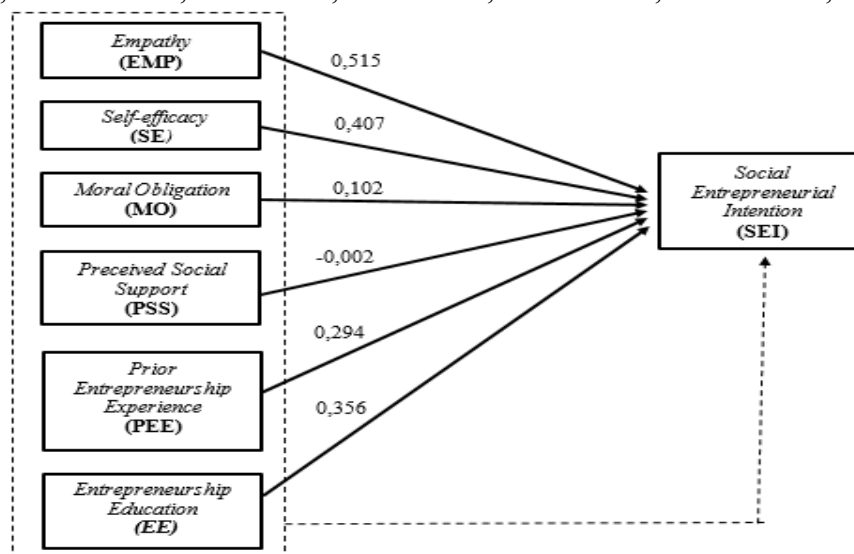 Empathy
(EMP)
0,515
Self-efficacy
(SE)
0,407
Moral Obligation
(MO)
0,102
Social
Entrepreneurial
Intention
(SEI)
Preceived Social
Support
(PSS)
-0,002
Prior
Entrepreneurship
Experience
(PEE)
0,294
0,356
Entrepreneurship
Education
(EE)